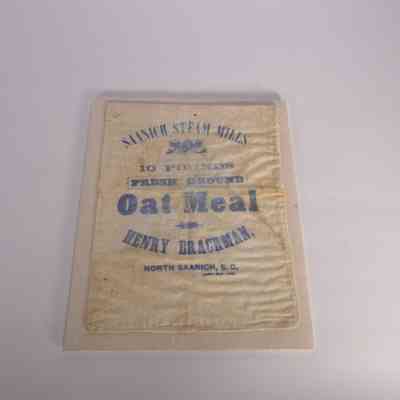 SAANICH STEAM MILLS
10 POUNDS
FRESH GROUND
Oat Meal
HENRY BRACKMAN,
NORTH SAANICH, B.C.